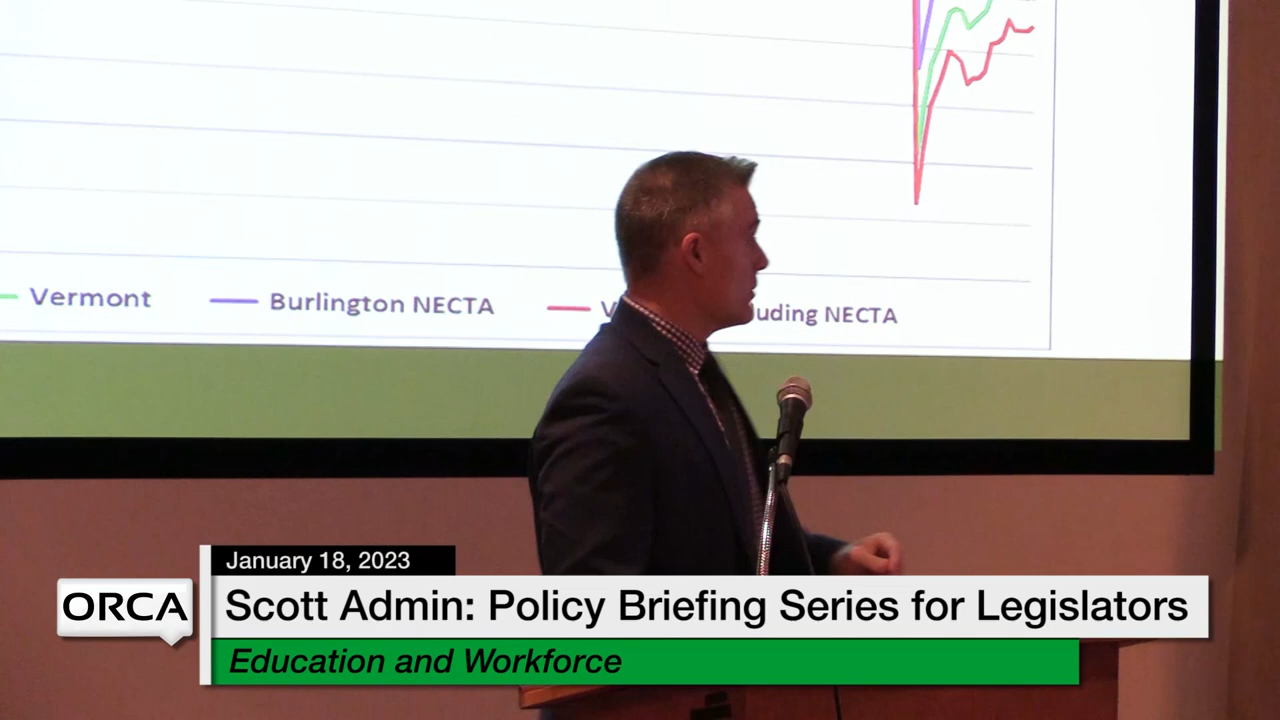 Vermont
Burlington NECTA
V
uding NECTA
January 18, 2023
ORCA
Scott Admin: Policy Briefing Series for Legislators
Education and Workforce